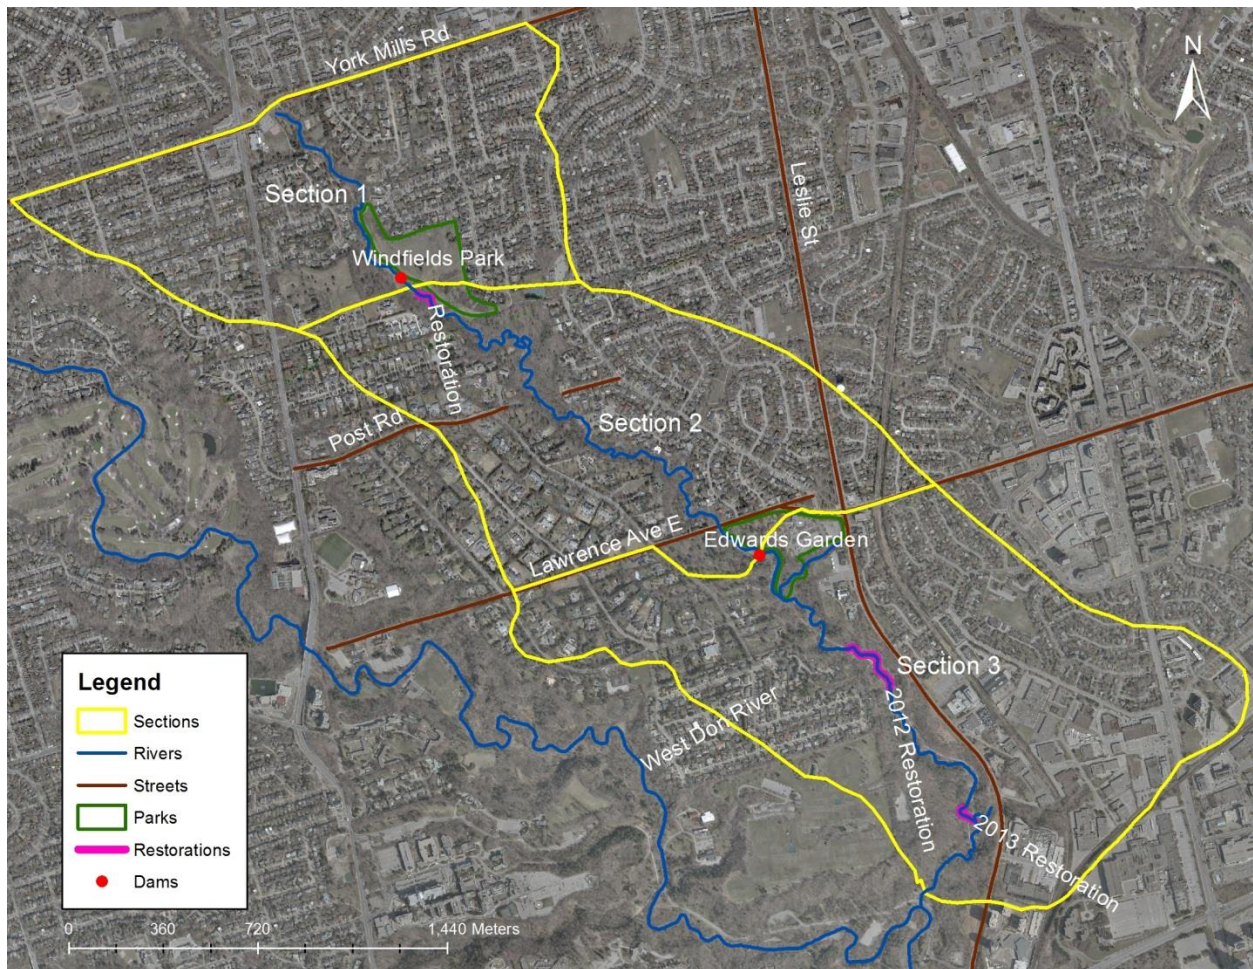 York Mills Rd
N
Section 1
Leslie St
Windfields Park
Restoration
Post Rd
Section 2
Lawrence Ave E
Edwards Garden
Section 3
West Don River
2012 Restoration
2013 Restoration
Legend
Sections
Rivers
Streets
Parks
Restorations
Dams
0 360 720 1,440 Meters